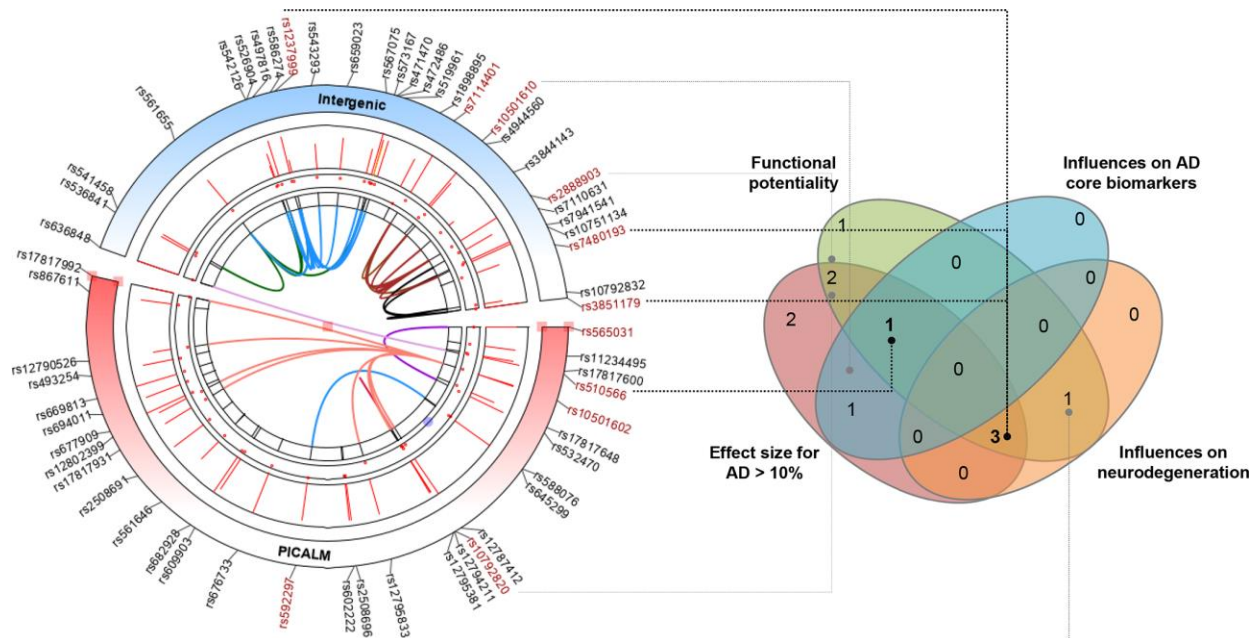 rs636848
rs536841
rs541458
rs561655
rs542126
rs526904
rs497816
rs586274
rs1237999
rs543293
rs659023
rs567075
rs573167
rs471470
rs472486
rs519961
rs1898895
rs7114401
rs10501610
rs4944560
rs3844143
rs2888903
rs7110631
rs7941541
rs10751134
rs7480193
rs10792832
rs3851179
Intergenic
rs565031
rs11234495
rs17817600
rs510566
rs10501602
rs17817648
rs532470
rs588076
rs645299
rs12787412
rs10792820
rs12794211
rs12795381
rs12795833
rs2508696
rs602222
rs592297
rs676733
rs609903
rs682928
rs561646
rs2508691
rs17817931
rs12802399
rs677909
rs694011
rs669813
rs493254
rs12790526
rs867611
rs17817992
PICALM
Functional
potentiality
Influences on AD
core biomarkers
Effect size for
AD > 10%
Influences on
neurodegeneration
1
0
0
0
2
0
2
1
0
0
1
1
0
3
0